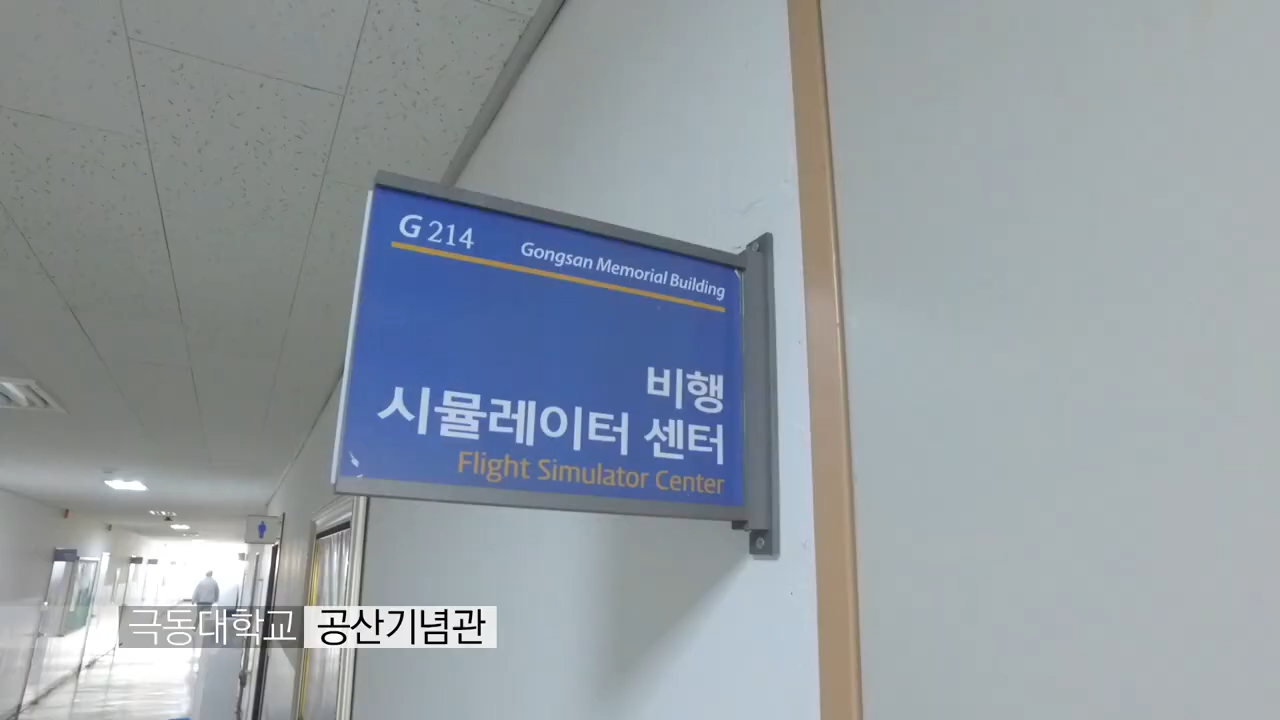 G 214
Gongsan Memorial Building
비행
시뮬레이터 센터
Flight Simulator Center
극동대학교 공산기념관